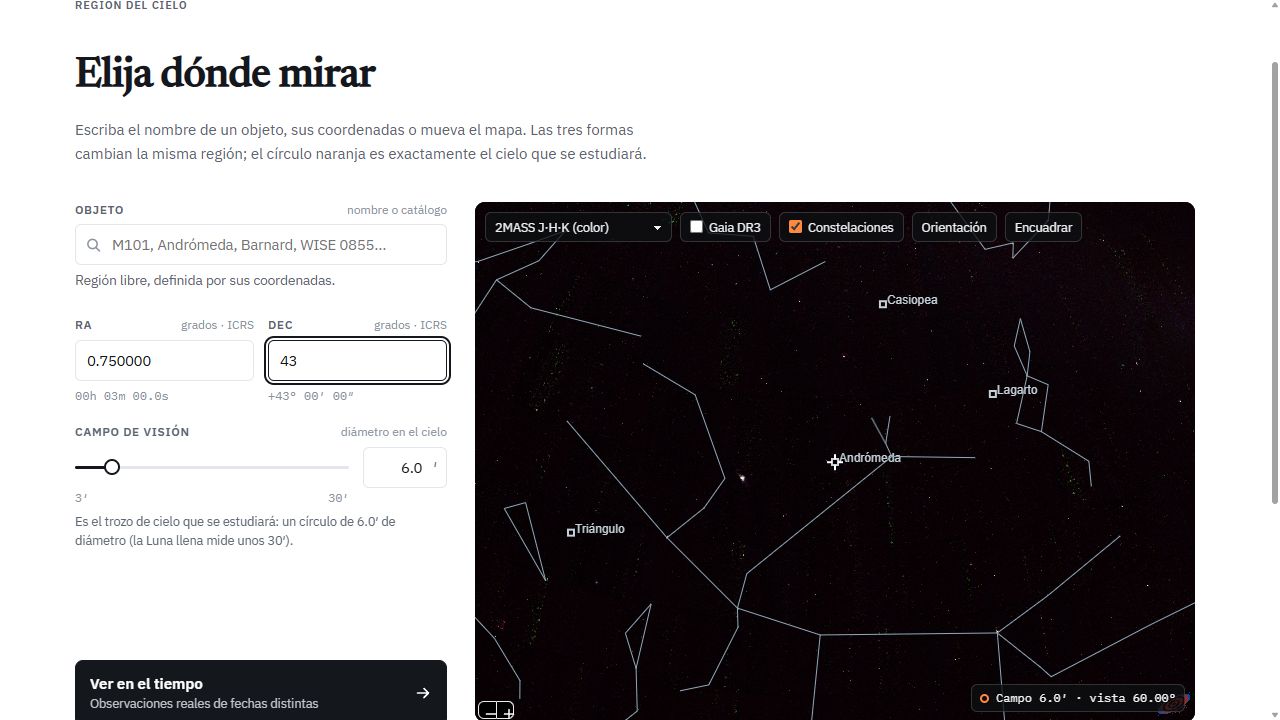 REGIÓN DEL CIELO
Elija dónde mirar
Escriba el nombre de un objeto, sus coordenadas o mueva el mapa. Las tres formas
cambian la misma región; el círculo naranja es exactamente el cielo que se estudiará.
OBJETO nombre o catálogo
M101, Andrómeda, Barnard, WISE 0855...
Región libre, definida por sus coordenadas.
RA grados · ICRS DEC grados · ICRS
0.750000 43
00h 03m 00.0s +43° 00′ 00″
CAMPO DE VISIÓN diámetro en el cielo
6.0 ′
3′ 30′
Es el trozo de cielo que se estudiará: un círculo de 6.0′ de
diámetro (la Luna llena mide unos 30′).
Ver en el tiempo
Observaciones reales de fechas distintas
2MASS J·H·K (color) Gaia DR3 Constelaciones Orientación Encuadrar
Casiopea
Lagarto
Andrómeda
Triángulo
Campo 6.0′ · vista 60.00°